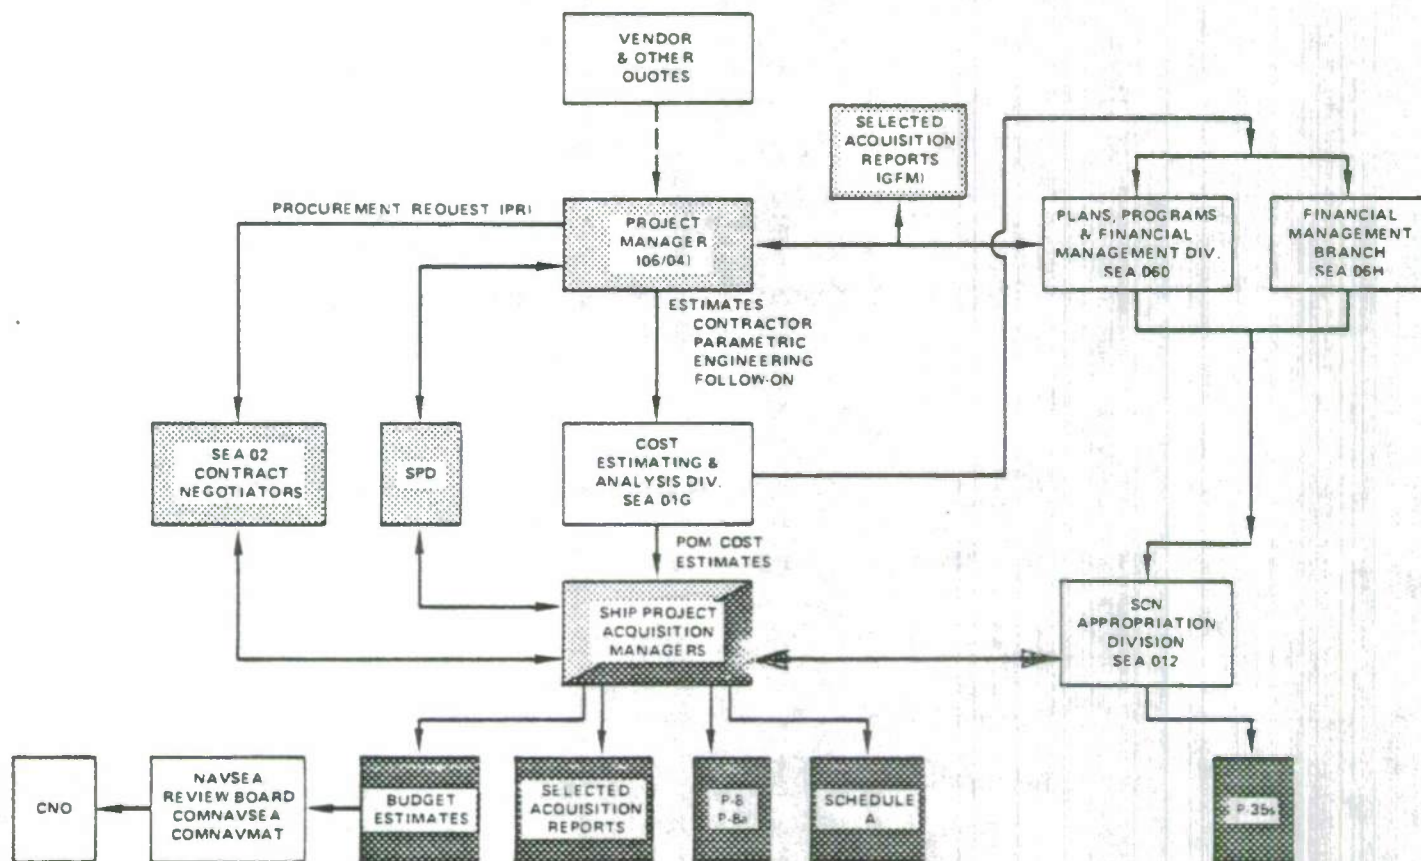 VENDOR
& OTHER
QUOTES
SELECTED
ACQUISITION
REPORTS
(GFM)
PROCUREMENT REQUEST (PR)
PROJECT
MANAGER
(06/04)
PLANS, PROGRAMS
& FINANCIAL
MANAGEMENT DIV.
SEA 06D
FINANCIAL
MANAGEMENT
BRANCH
SEA 06H
ESTIMATES
CONTRACTOR
PARAMETRIC
ENGINEERING
FOLLOW-ON
SEA 02
CONTRACT
NEGOTIATORS
SPD
COST
ESTIMATING &
ANALYSIS DIV.
SEA 01G
POM COST
ESTIMATES
SHIP PROJECT
ACQUISITION
MANAGERS
SCN
APPROPRIATION
DIVISION
SEA 012
CNO
NAVSEA
REVIEW BOARD
COMNAVSEA
COMNAVMAT
BUDGET
ESTIMATES
SELECTED
ACQUISITION
REPORTS
P-8
P-8a
SCHEDULE
A
P-35s